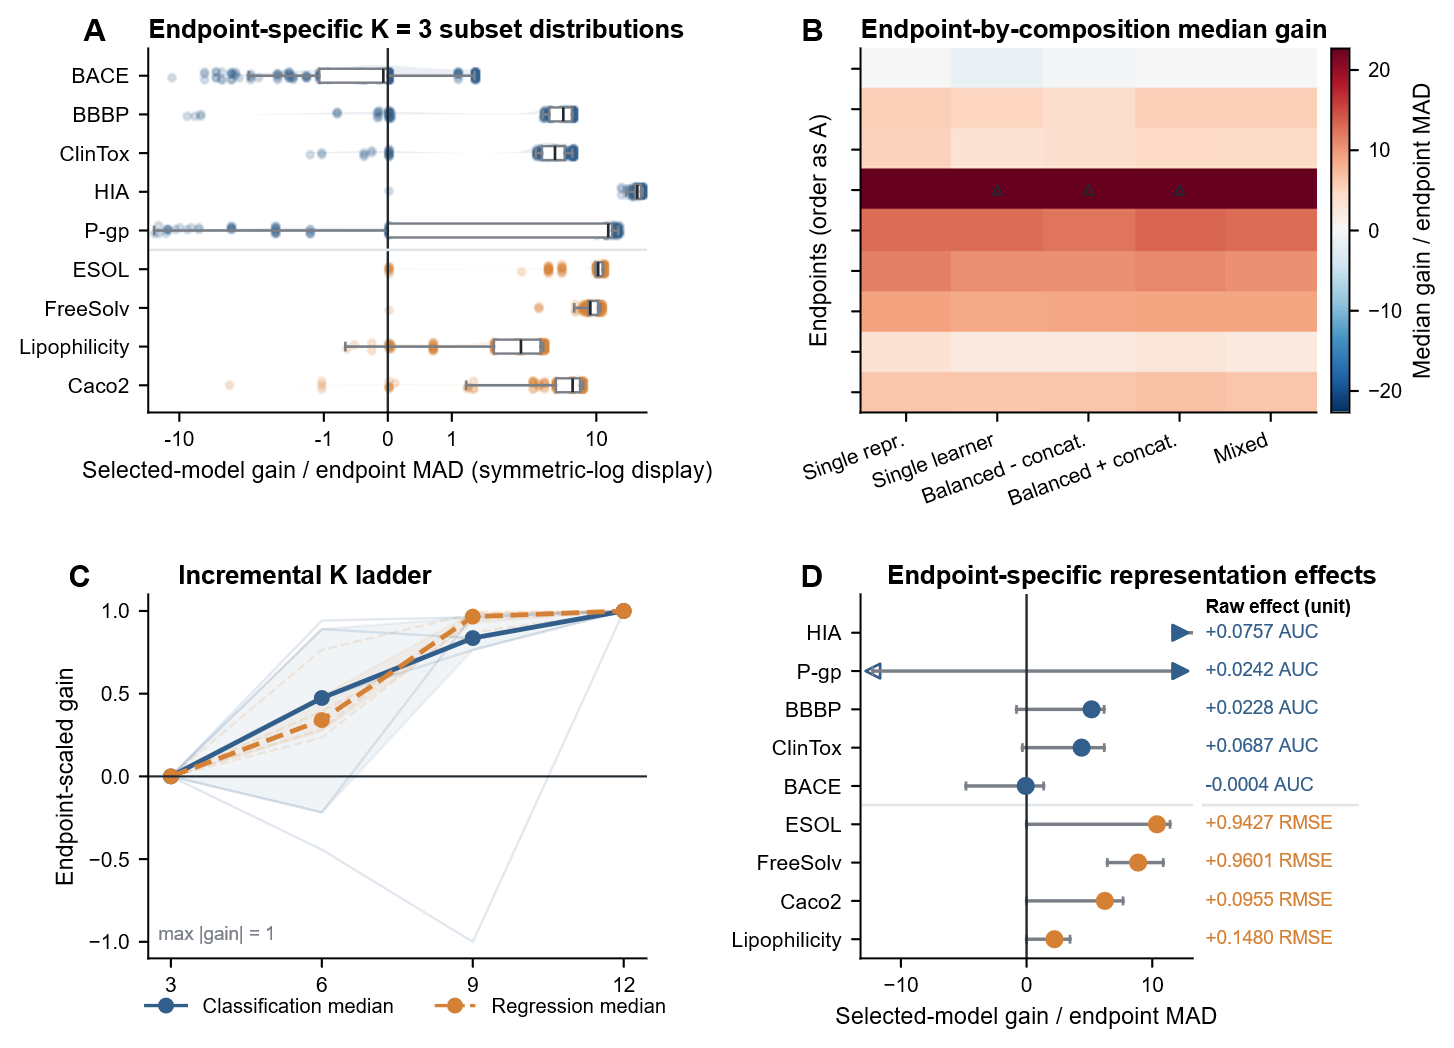 A Endpoint-specific K = 3 subset distributions
BACE
BBBP
ClinTox
HIA
P-gp
ESOL
FreeSolv
Lipophilicity
Caco2
-10 -1 0 1 10
Selected-model gain / endpoint MAD (symmetric-log display)
B Endpoint-by-composition median gain
Endpoints (order as A)
Single repr.
Single learner
Balanced - concat.
Balanced + concat.
Mixed
20
10
0
−10
−20
Median gain / endpoint MAD
C Incremental K ladder
Endpoint-scaled gain
1.0
0.5
0.0
−0.5
−1.0
max |gain| = 1
3 6 9 12
Classification median Regression median
D Endpoint-specific representation effects
Raw effect (unit)
HIA +0.0757 AUC
P-gp +0.0242 AUC
BBBP +0.0228 AUC
ClinTox +0.0687 AUC
BACE -0.0004 AUC
ESOL +0.9427 RMSE
FreeSolv +0.9601 RMSE
Caco2 +0.0955 RMSE
Lipophilicity +0.1480 RMSE
−10 0 10
Selected-model gain / endpoint MAD